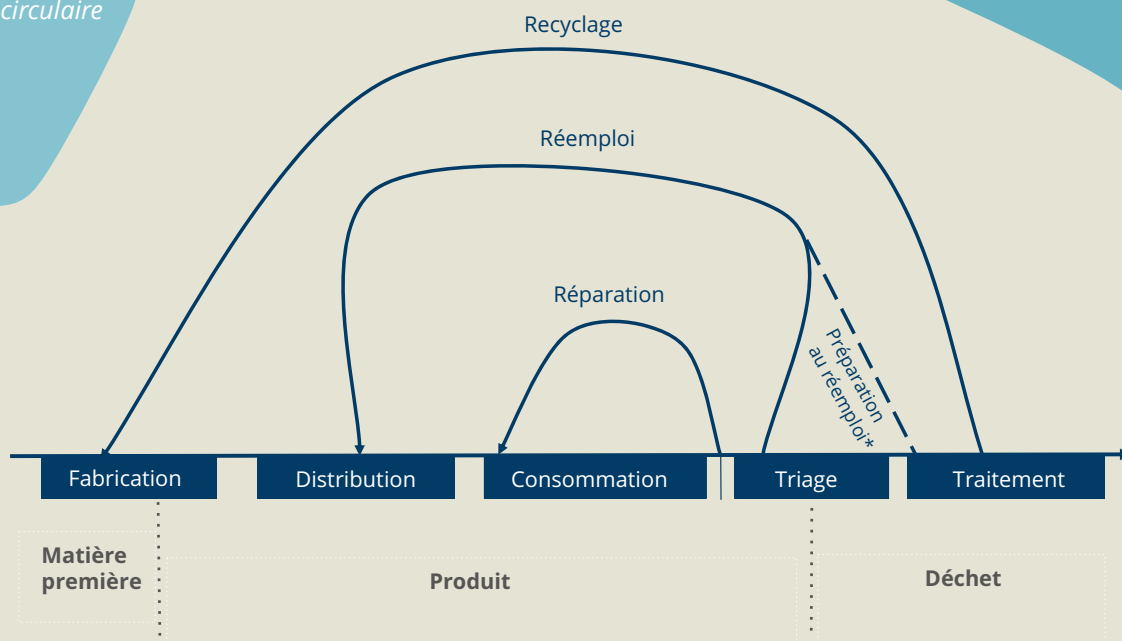 circulaire
Recyclage
Réemploi
Réparation
Préparation
au réemploi*
Fabrication
Distribution
Consommation
Triage
Traitement
Matière
première
Produit
Déchet